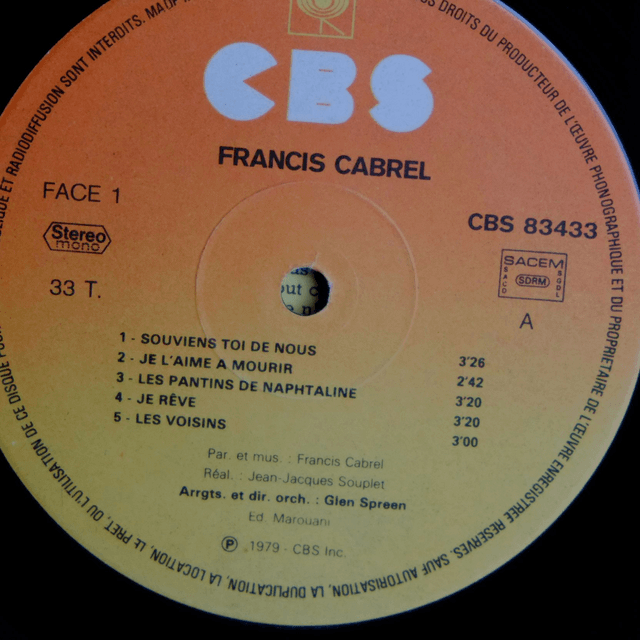 CBS
FRANCIS CABREL
FACE 1
CBS 83433
Stereo
mono
SACEM
SDRM
33 T.
A
1 - SOUVIENS TOI DE NOUS 3'26
2 - JE L'AIME A MOURIR 2'42
3 - LES PANTINS DE NAPHTALINE 3'20
4 - JE RÊVE 3'20
5 - LES VOISINS 3'00
Par. et mus. : Francis Cabrel
Réal. : Jean-Jacques Souplet
Arrgts. et dir. orch. : Glen Spreen
Ed. Marouani
℗ 1979 - CBS Inc.
DROITS DU PRODUCTEUR DE L'ŒUVRE PHONOGRAPHIQUE ET DU PROPRIETAIRE DE L'ŒUVRE ENREGISTREE RESERVES. SAUF AUTORISATION, LA DUPLICATION, LA LOCATION, LE PRET, OU L'UTILISATION DE CE DISQUE
ET RADIODIFFUSION SONT INTERDITS.